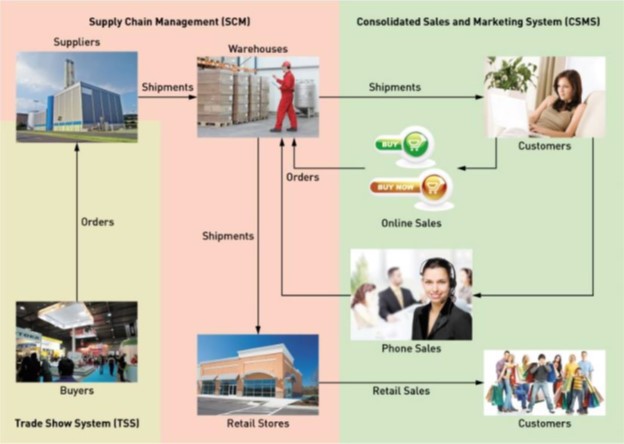 Supply Chain Management (SCM)
Consolidated Sales and Marketing System (CSMS)
Suppliers
Warehouses
Shipments
Shipments
Customers
BUY
BUY NOW
Orders
Online Sales
Orders
Shipments
Phone Sales
Buyers
Retail Stores
Retail Sales
Customers
Trade Show System (TSS)